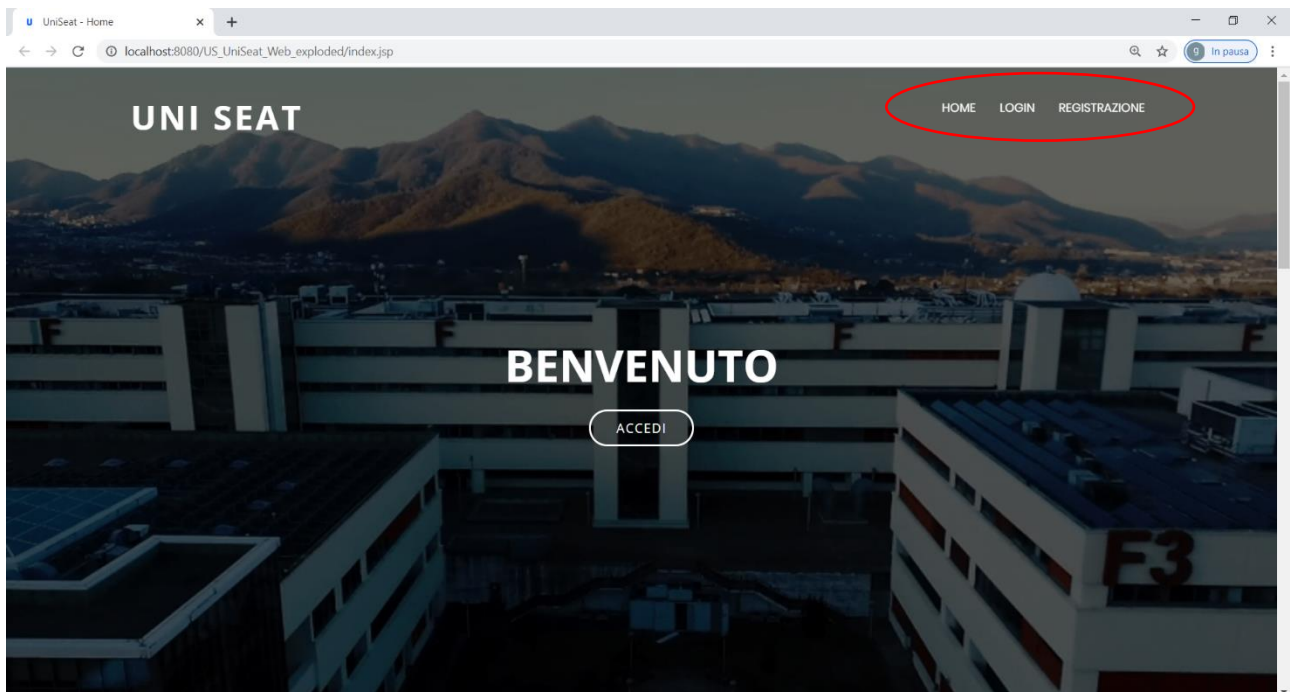 UniSeat - Home
localhost:8080/US_UniSeat_Web_exploded/index.jsp
g In pausa
UNI SEAT
HOME LOGIN REGISTRAZIONE
F F F F
BENVENUTO
ACCEDI
F3